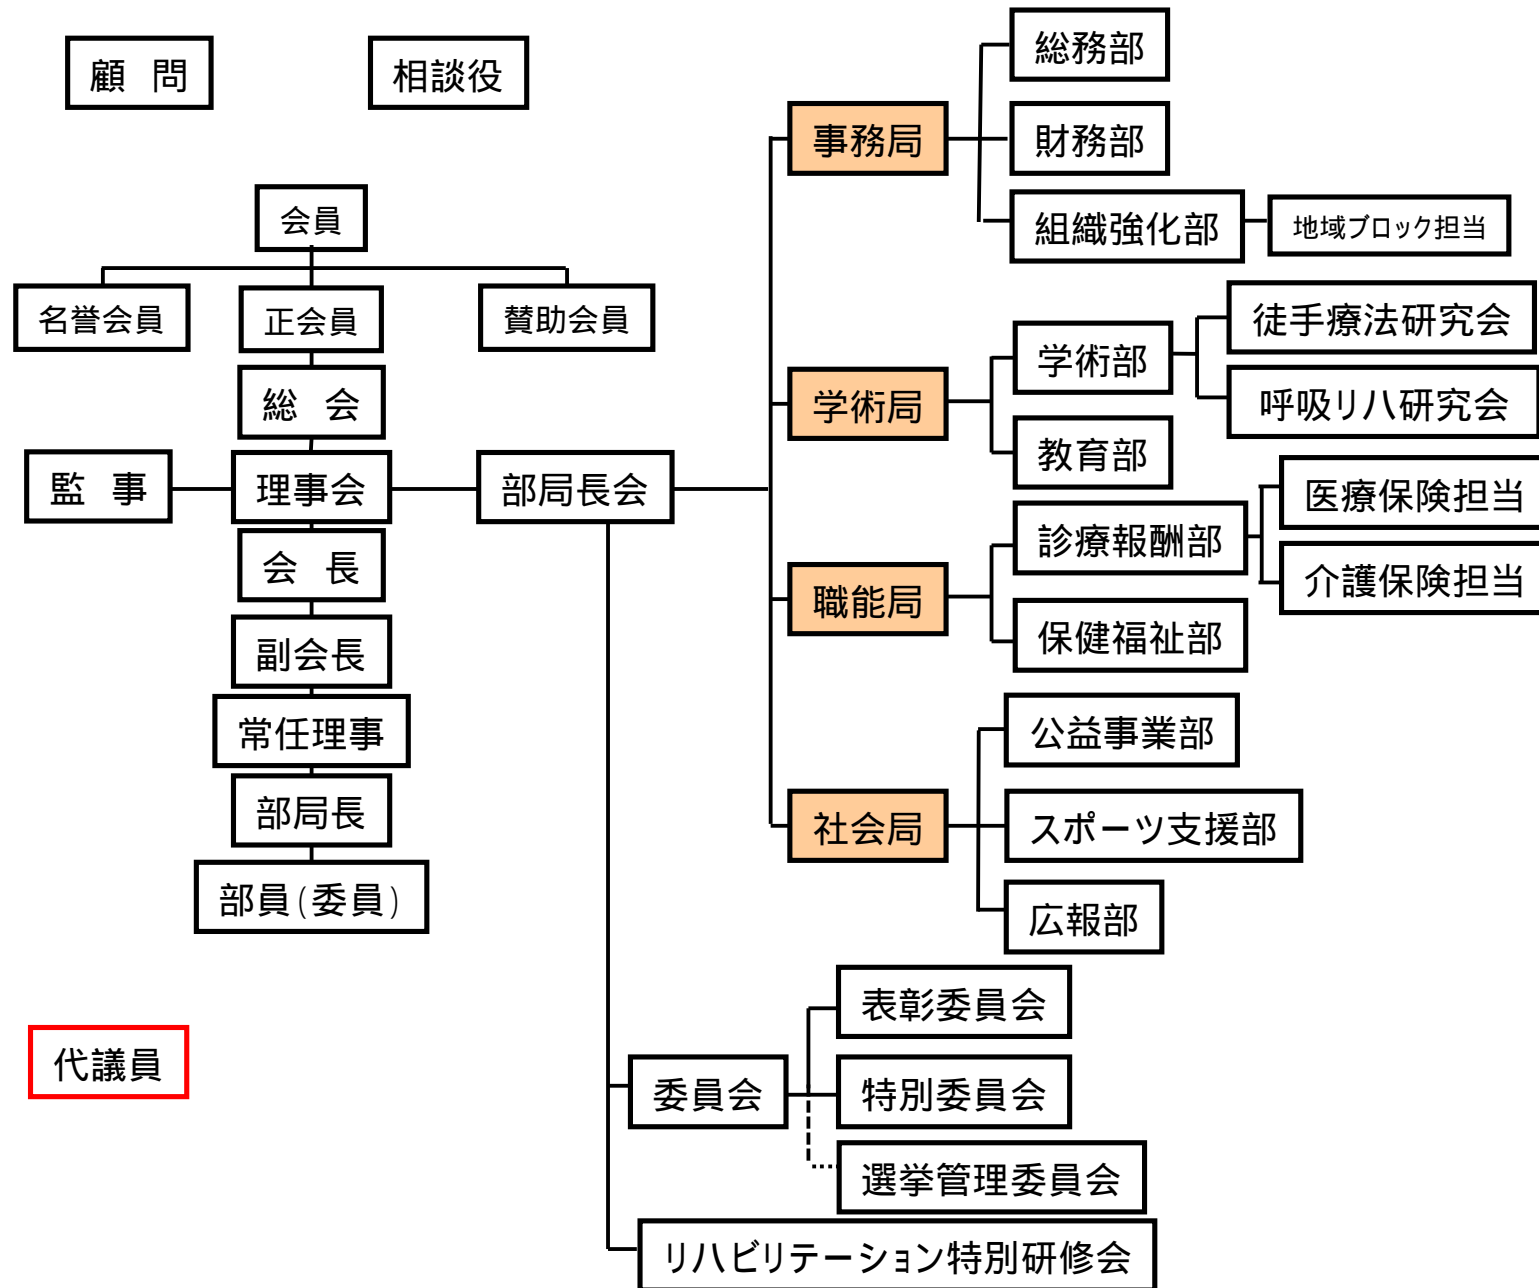 顧　問
相談役
会員
名誉会員
正会員
賛助会員
総　会
監　事
理事会
部局長会
会　長
副会長
常任理事
部局長
部員(委員)
代議員
事務局
総務部
財務部
組織強化部
地域ブロック担当
学術局
学術部
徒手療法研究会
呼吸リハ研究会
教育部
職能局
診療報酬部
医療保険担当
介護保険担当
保健福祉部
社会局
公益事業部
スポーツ支援部
広報部
委員会
表彰委員会
特別委員会
選挙管理委員会
リハビリテーション特別研修会